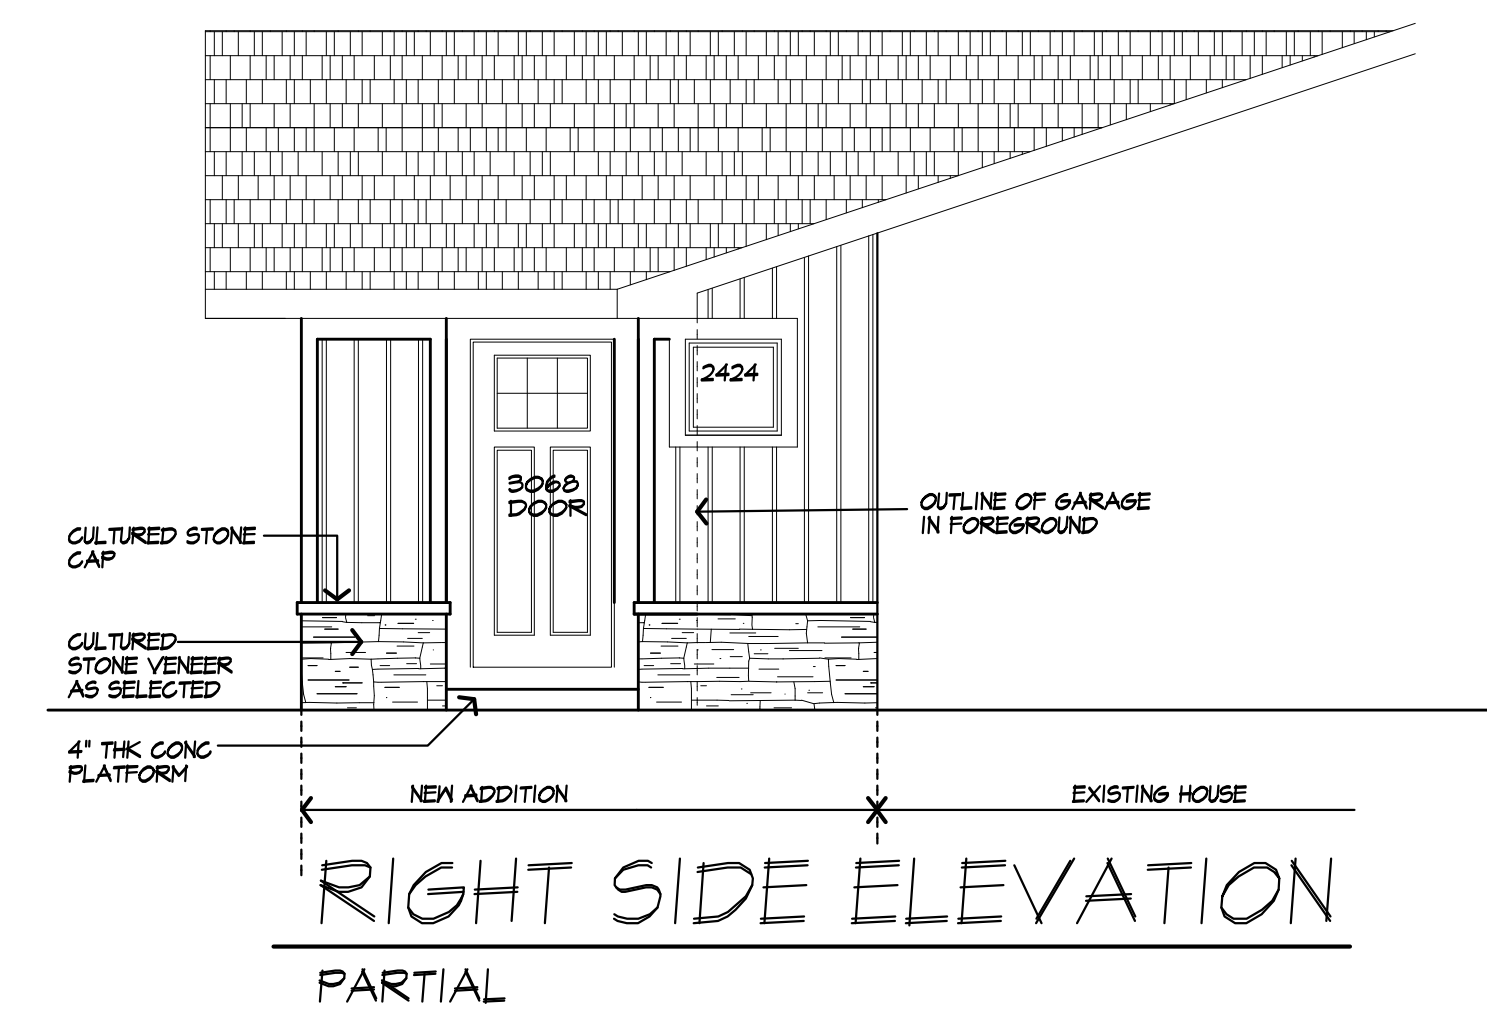 2424
3068
DOOR
OUTLINE OF GARAGE
IN FOREGROUND
CULTURED STONE
CAP
CULTURED
STONE VENEER
AS SELECTED
4" THK CONC
PLATFORM
NEW ADDITION
EXISTING HOUSE
RIGHT SIDE ELEVATION
PARTIAL